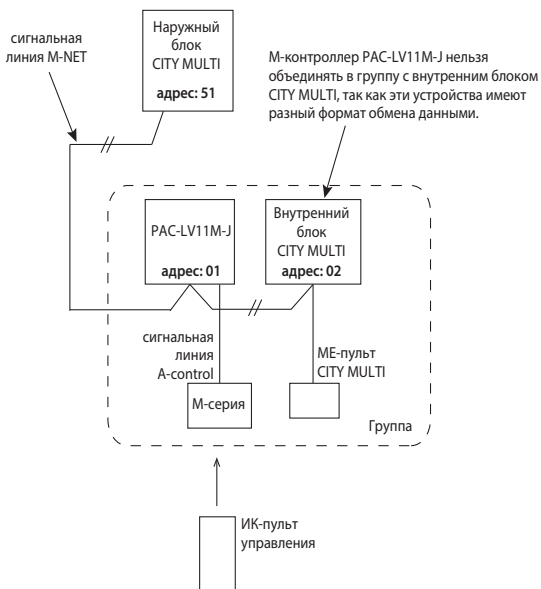 сигнальная
линия M-NET
Наружный
блок
CITY MULTI
адрес: 51
М-контроллер PAC-LV11M-J нельзя
объединять в группу с внутренним блоком
CITY MULTI, так как эти устройства имеют
разный формат обмена данными.
PAC-LV11M-J
адрес: 01
Внутренний
блок
CITY MULTI
адрес: 02
сигнальная
линия
A-control
М-серия
МЕ-пульт
CITY MULTI
Группа
ИК-пульт
управления